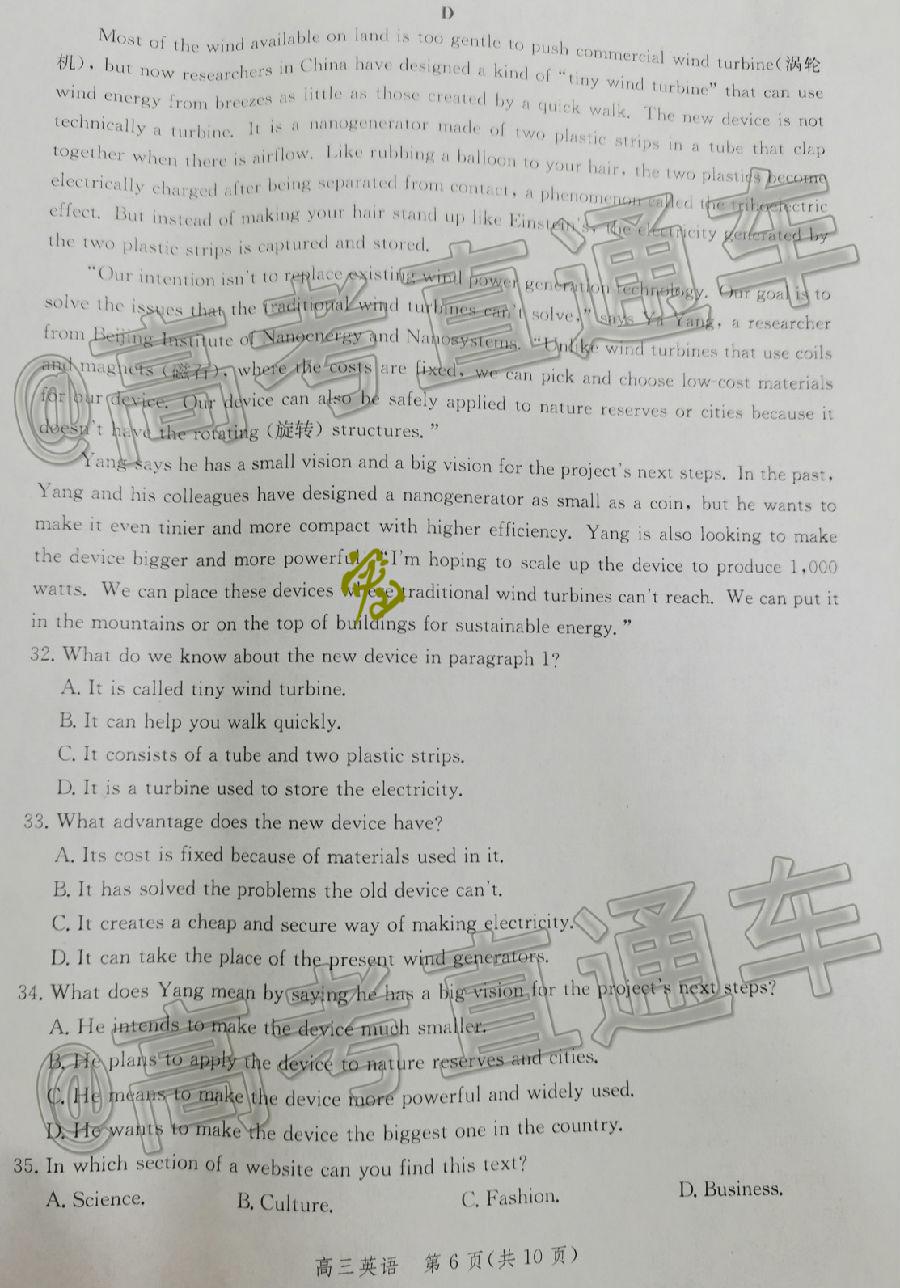 D
Most of the wind available on land is too gentle to push commercial wind turbine(涡轮
机), but now researchers in China have designed a kind of "tiny wind turbine" that can use
wind energy from breezes as little as those created by a quick walk. The new device is not
technically a turbine. It is a nanogenerator made of two plastic strips in a tube that clap
together when there is airflow. Like rubbing a balloon to your hair, the two plastics become
electrically charged after being separated from contact, a phenomenon called the triboelectric
effect. But instead of making your hair stand up like Einstein's, the electricity generated by
the two plastic strips is captured and stored.
"Our intention isn't to replace existing wind power generation technology. Our goal is to
solve the issues that the traditional wind turbines can't solve," says Ya Yang, a researcher
from Beijing Institute of Nanoenergy and Nanosystems. "Unlike wind turbines that use coils
and magnets (磁石), where the costs are fixed, we can pick and choose low-cost materials
for our device. Our device can also be safely applied to nature reserves or cities because it
doesn't have the rotating (旋转) structures."
Yang says he has a small vision and a big vision for the project's next steps. In the past,
Yang and his colleagues have designed a nanogenerator as small as a coin, but he wants to
make it even tinier and more compact with higher efficiency. Yang is also looking to make
the device bigger and more powerful. "I'm hoping to scale up the device to produce 1,000
watts. We can place these devices where traditional wind turbines can't reach. We can put it
in the mountains or on the top of buildings for sustainable energy."
32. What do we know about the new device in paragraph 1?
A. It is called tiny wind turbine.
B. It can help you walk quickly.
C. It consists of a tube and two plastic strips.
D. It is a turbine used to store the electricity.
33. What advantage does the new device have?
A. Its cost is fixed because of materials used in it.
B. It has solved the problems the old device can't.
C. It creates a cheap and secure way of making electricity.
D. It can take the place of the present wind generators.
34. What does Yang mean by saying he has a big vision for the project's next steps?
A. He intends to make the device much smaller.
B. He plans to apply the device to nature reserves and cities.
C. He means to make the device more powerful and widely used.
D. He wants to make the device the biggest one in the country.
35. In which section of a website can you find this text?
A. Science. B. Culture. C. Fashion. D. Business.
高三英语 第6页(共10页)
@高考直通车
@高考直通车